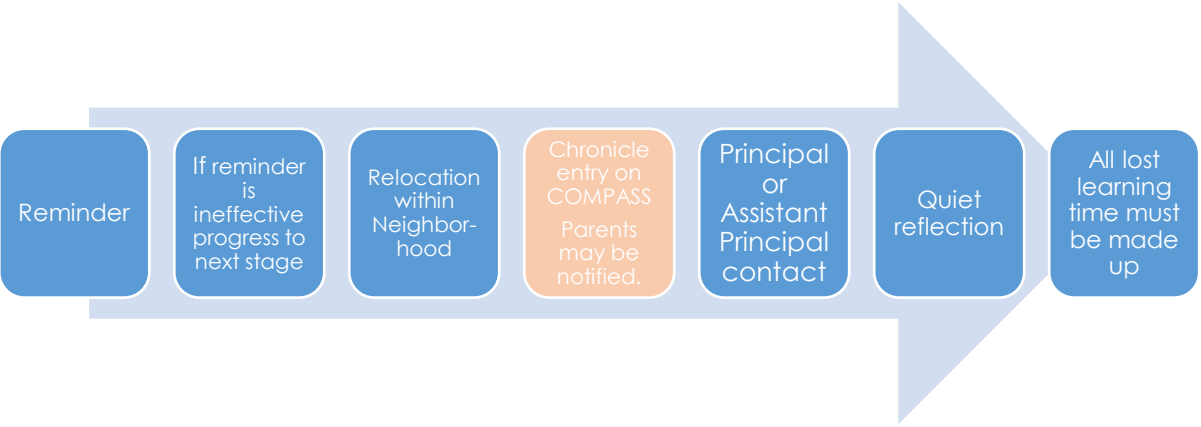 Reminder
If reminder
is
ineffective
progress to
next stage
Relocation
within
Neighbor-
hood
Chronicle
entry on
COMPASS
Parents
may be
notified.
Principal
or
Assistant
Principal
contact
Quiet
reflection
All lost
learning
time must
be made
up